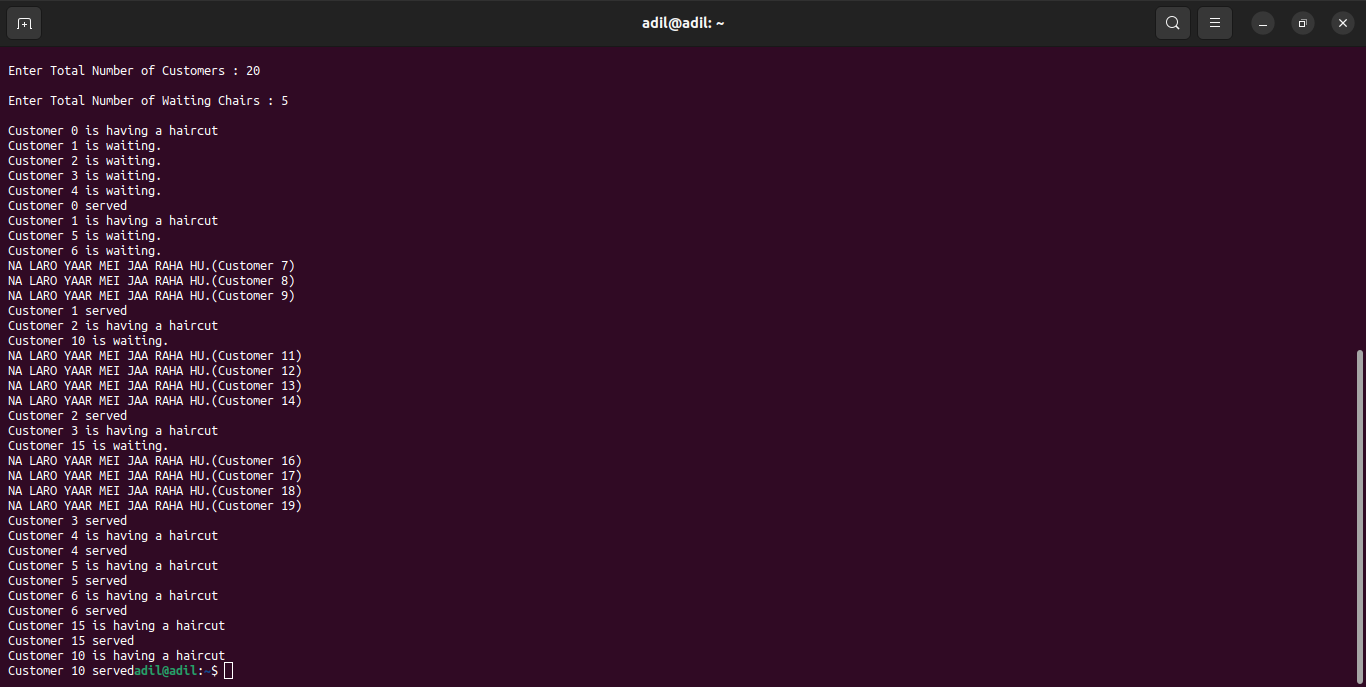 adil@adil: ~
Enter Total Number of Customers : 20
Enter Total Number of Waiting Chairs : 5
Customer 0 is having a haircut
Customer 1 is waiting.
Customer 2 is waiting.
Customer 3 is waiting.
Customer 4 is waiting.
Customer 0 served
Customer 1 is having a haircut
Customer 5 is waiting.
Customer 6 is waiting.
NA LARO YAAR MEI JAA RAHA HU.(Customer 7)
NA LARO YAAR MEI JAA RAHA HU.(Customer 8)
NA LARO YAAR MEI JAA RAHA HU.(Customer 9)
Customer 1 served
Customer 2 is having a haircut
Customer 10 is waiting.
NA LARO YAAR MEI JAA RAHA HU.(Customer 11)
NA LARO YAAR MEI JAA RAHA HU.(Customer 12)
NA LARO YAAR MEI JAA RAHA HU.(Customer 13)
NA LARO YAAR MEI JAA RAHA HU.(Customer 14)
Customer 2 served
Customer 3 is having a haircut
Customer 15 is waiting.
NA LARO YAAR MEI JAA RAHA HU.(Customer 16)
NA LARO YAAR MEI JAA RAHA HU.(Customer 17)
NA LARO YAAR MEI JAA RAHA HU.(Customer 18)
NA LARO YAAR MEI JAA RAHA HU.(Customer 19)
Customer 3 served
Customer 4 is having a haircut
Customer 4 served
Customer 5 is having a haircut
Customer 5 served
Customer 6 is having a haircut
Customer 6 served
Customer 15 is having a haircut
Customer 15 served
Customer 10 is having a haircut
Customer 10 servedadil@adil:~$